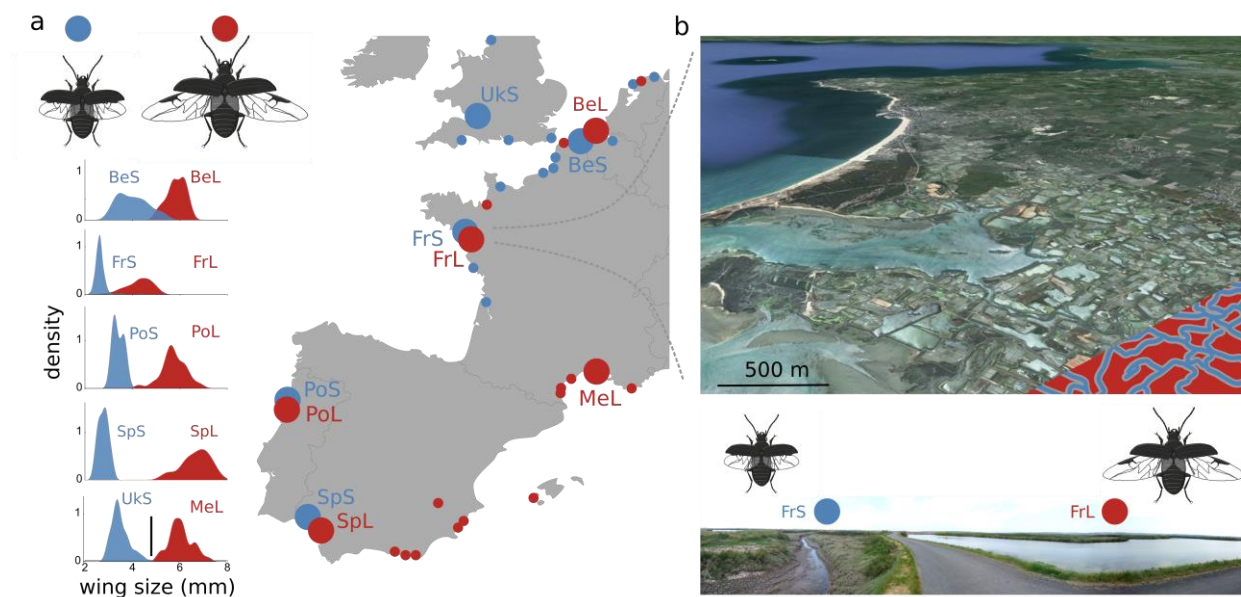 a
b
UkS
BeL
BeS
FrS
FrL
PoS
PoL
MeL
SpS
SpL
density
1
0
BeS
BeL
1
0
FrS
FrL
1
0
PoS
PoL
1
0
SpS
SpL
1
0
UkS
MeL
2 4 6 8
wing size (mm)
500 m
FrS
FrL